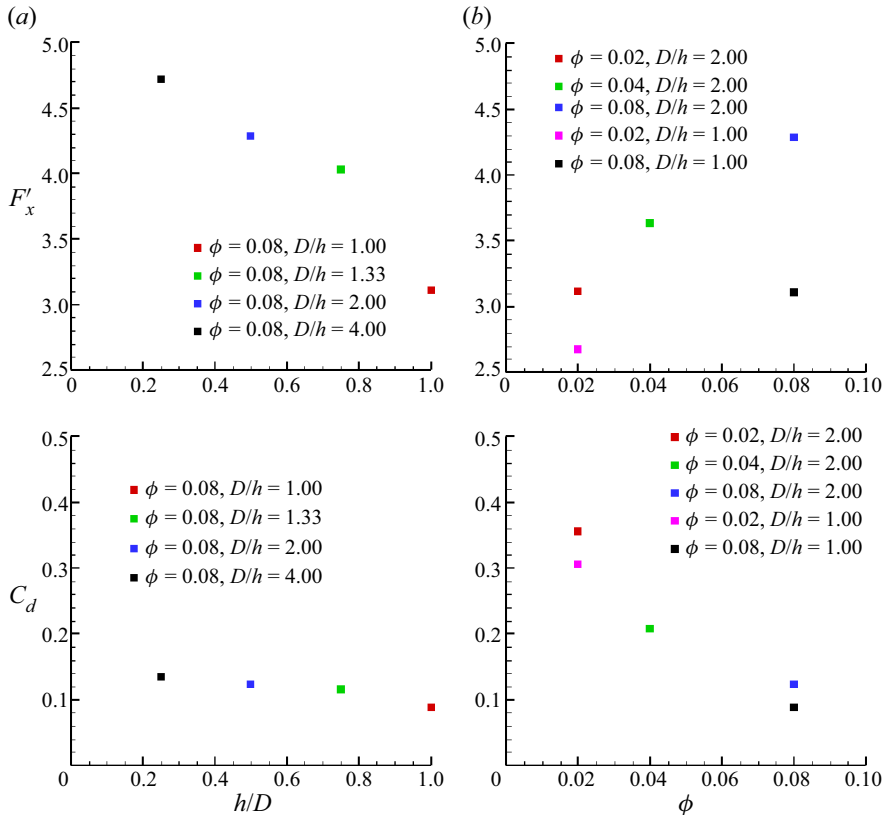 (a)
5.0
4.5
4.0
3.5
3.0
2.5
F′x
ϕ = 0.08, D/h = 1.00
ϕ = 0.08, D/h = 1.33
ϕ = 0.08, D/h = 2.00
ϕ = 0.08, D/h = 4.00
0 0.2 0.4 0.6 0.8 1.0
(b)
5.0
4.5
4.0
3.5
3.0
2.5
ϕ = 0.02, D/h = 2.00
ϕ = 0.04, D/h = 2.00
ϕ = 0.08, D/h = 2.00
ϕ = 0.02, D/h = 1.00
ϕ = 0.08, D/h = 1.00
0 0.02 0.04 0.06 0.08 0.10
0.5
0.4
0.3
0.2
0.1
Cd
ϕ = 0.08, D/h = 1.00
ϕ = 0.08, D/h = 1.33
ϕ = 0.08, D/h = 2.00
ϕ = 0.08, D/h = 4.00
0 0.2 0.4 0.6 0.8 1.0
h/D
0.5
0.4
0.3
0.2
0.1
ϕ = 0.02, D/h = 2.00
ϕ = 0.04, D/h = 2.00
ϕ = 0.08, D/h = 2.00
ϕ = 0.02, D/h = 1.00
ϕ = 0.08, D/h = 1.00
0 0.02 0.04 0.06 0.08 0.10
ϕ